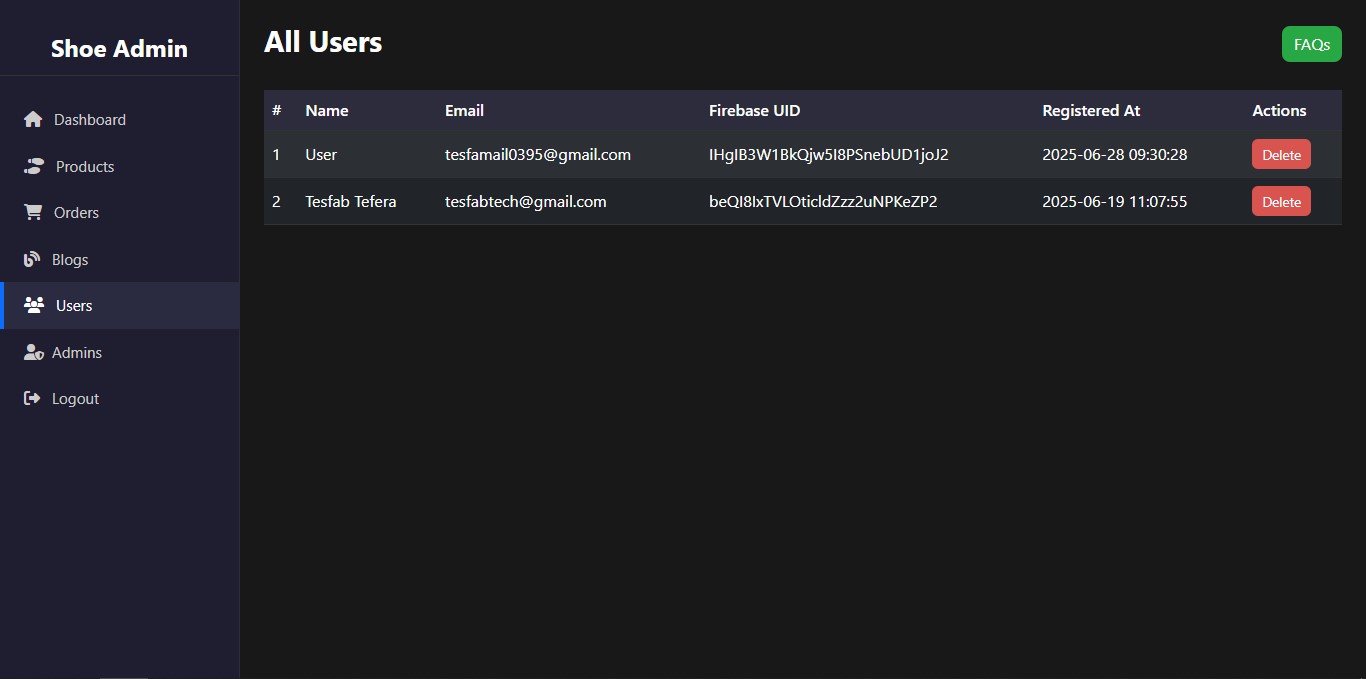 Shoe Admin
Dashboard
Products
Orders
Blogs
Users
Admins
Logout
All Users
FAQs
# Name Email Firebase UID Registered At Actions
1 User tesfamail0395@gmail.com IHgIB3W1BkQjw5I8PSnebUD1joJ2 2025-06-28 09:30:28 Delete
2 Tesfab Tefera tesfabtech@gmail.com beQI8IxTVLOticldZzz2uNPKeZP2 2025-06-19 11:07:55 Delete